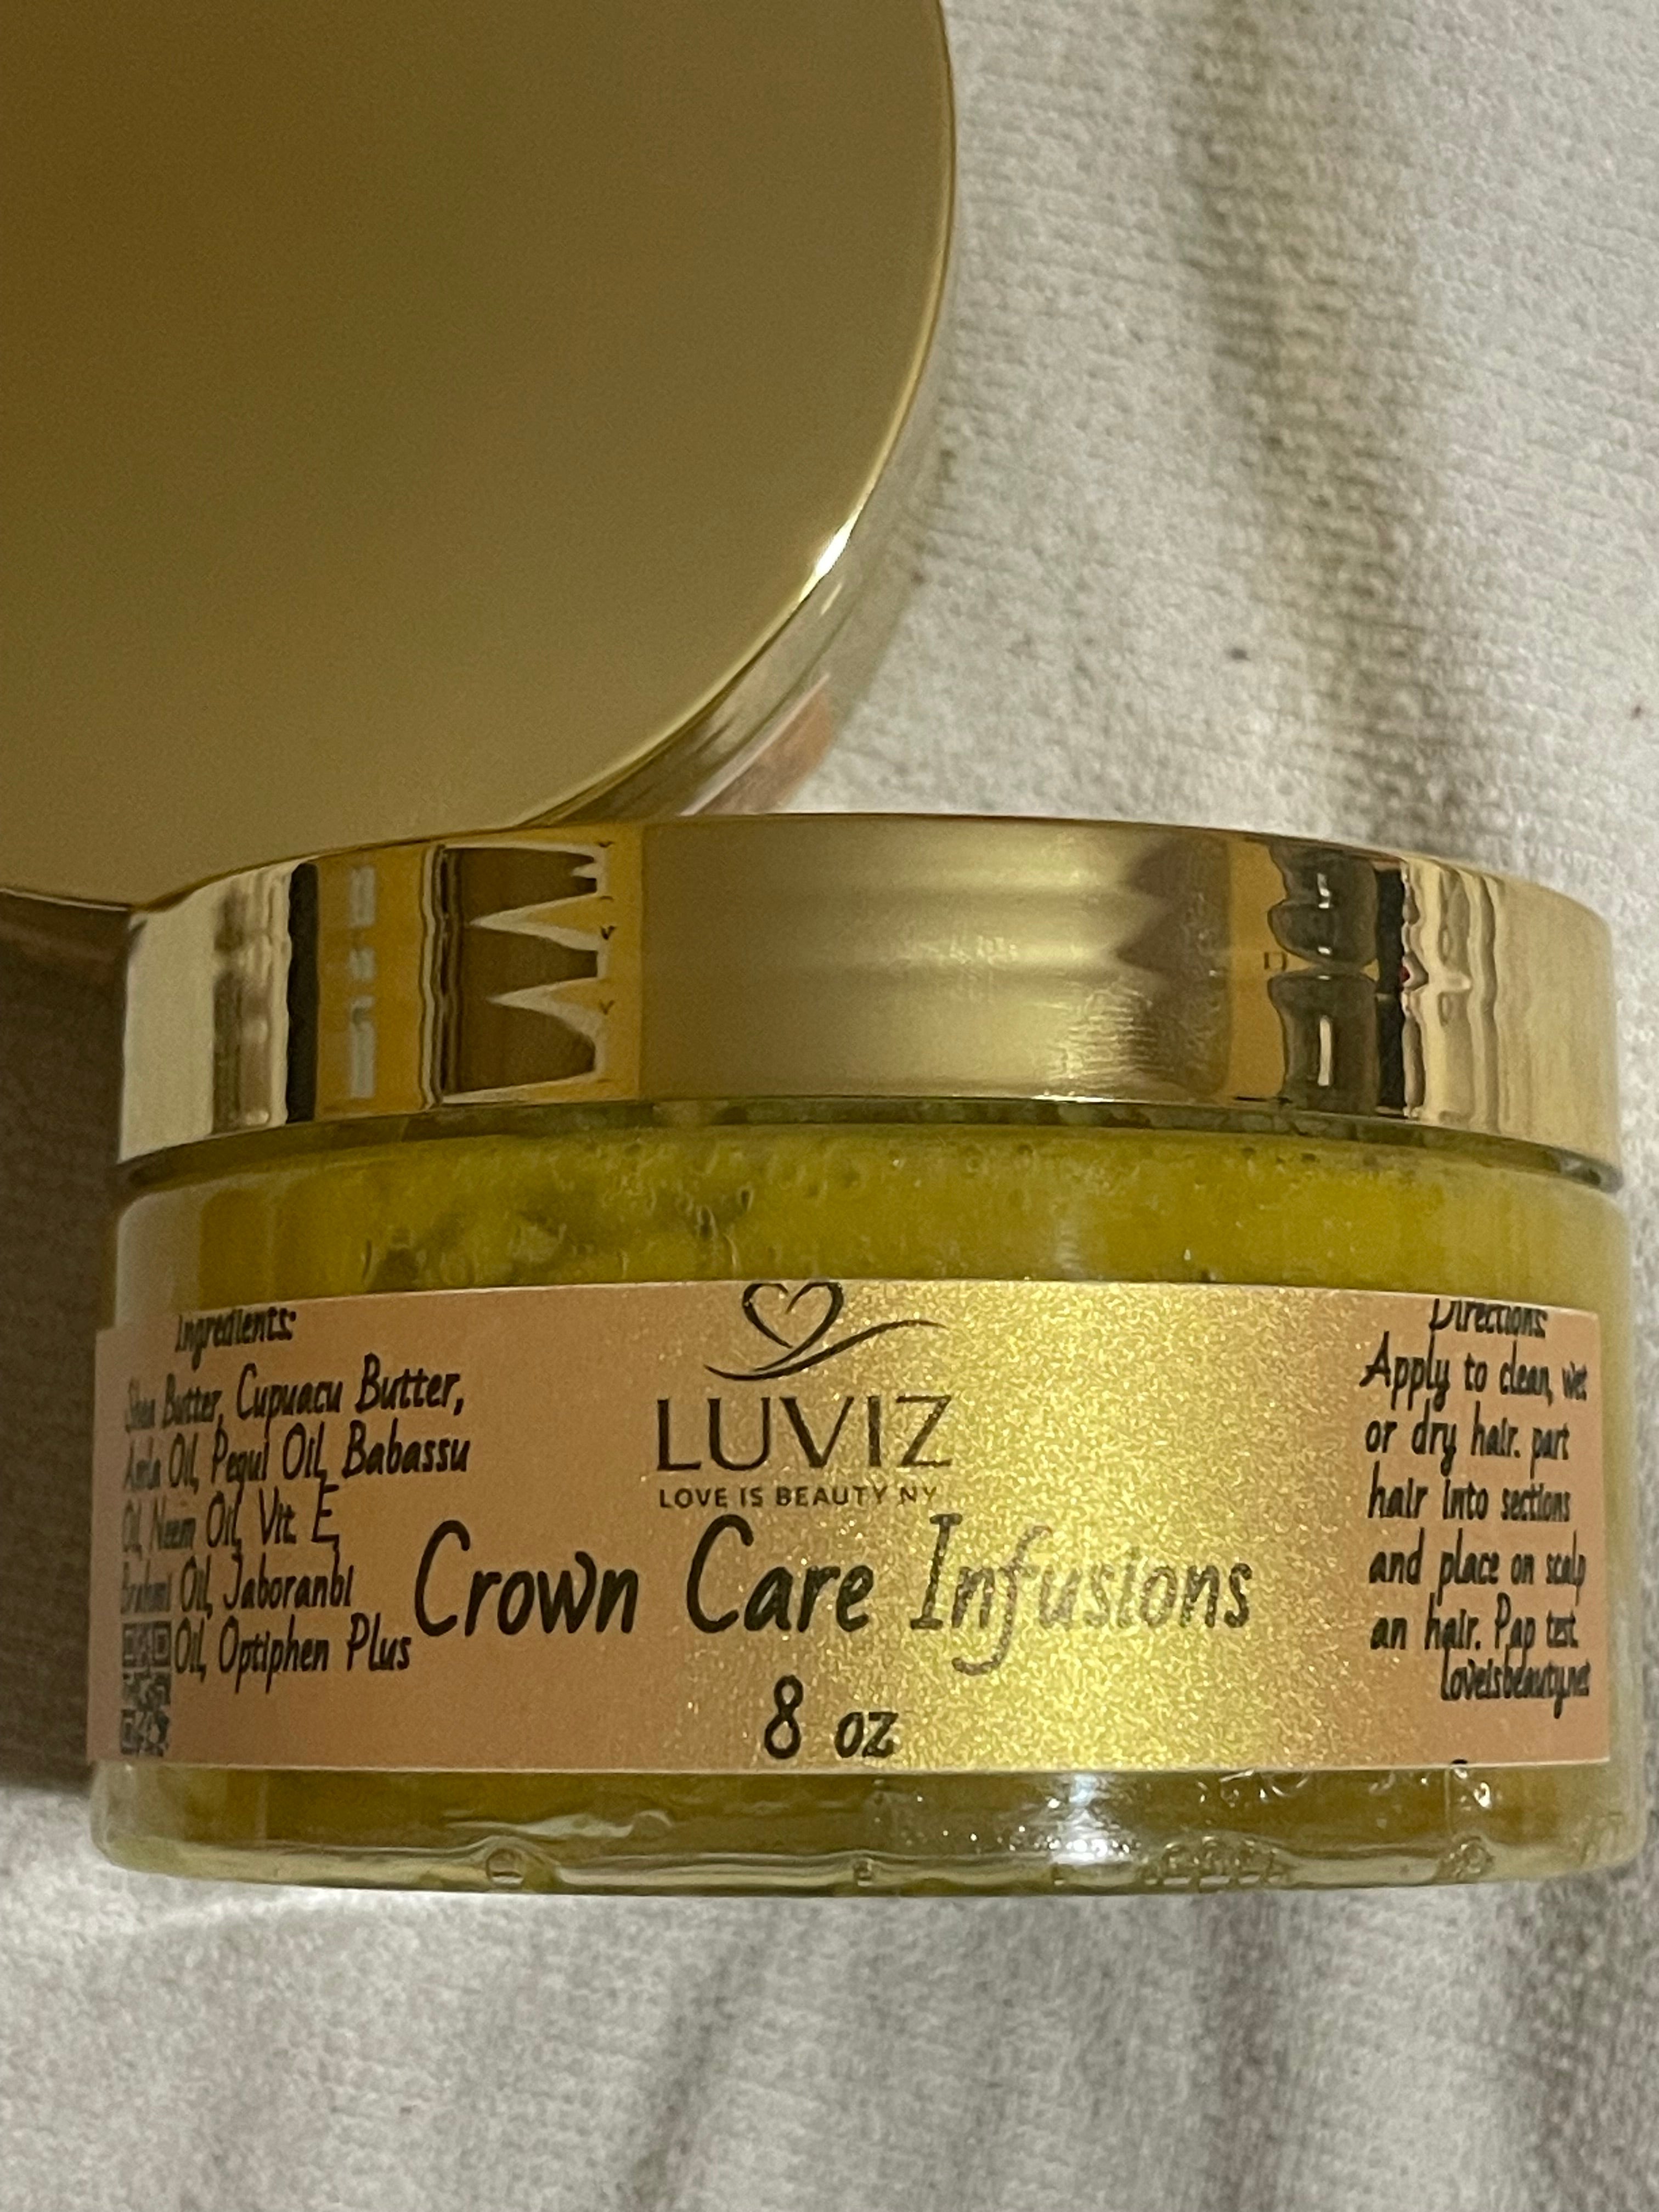 Ingredients:
Shea Butter, Cupuacu Butter,
Amla Oil, Pequi Oil, Babassu
Oil, Neem Oil, Vit E,
Brahmi Oil, Jaboranbi
Oil, Optiphen Plus
LUVIZ
LOVE IS BEAUTY NY
Crown Care Infusions
8 oz
Directions:
Apply to clean, wet
or dry hair. part
hair into sections
and place on scalp
an hair. Pap test.
loveisbeauty.net